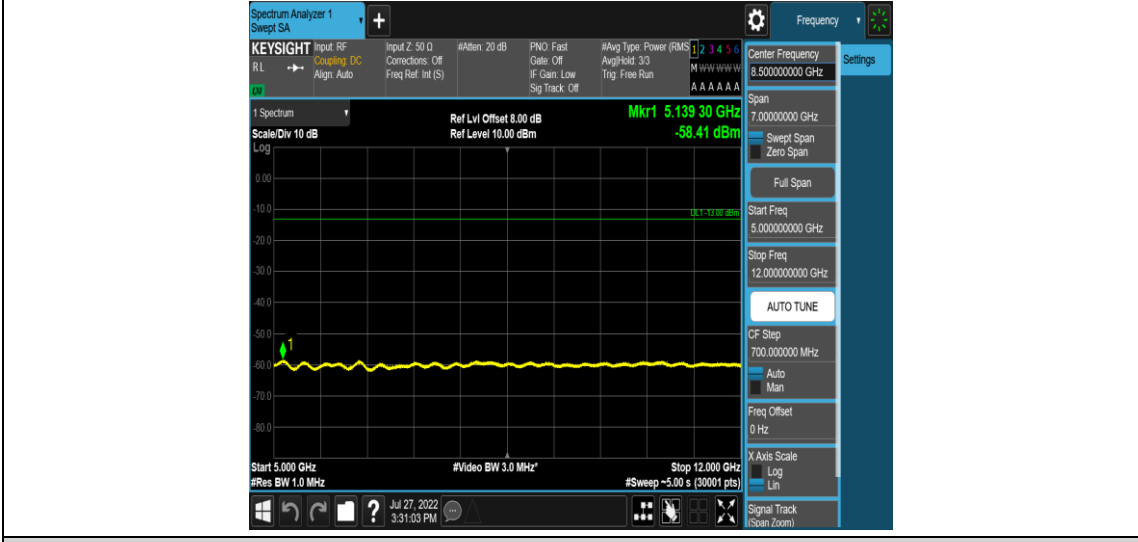 Spectrum Analyzer 1
Swept SA
Frequency
KEYSIGHT
RL
LXI
Input: RF
Coupling: DC
Align: Auto
Input Z: 50 Ω
Corrections: Off
Freq Ref: Int (S)
#Atten: 20 dB
PNO: Fast
Gate: Off
IF Gain: Low
Sig Track: Off
#Avg Type: Power (RMS
Avg|Hold: 3/3
Trig: Free Run
1 2 3 4 5 6
M W W W W W
A A A A A A
1 Spectrum
Scale/Div 10 dB
Log
Ref Lvl Offset 8.00 dB
Ref Level 10.00 dBm
Mkr1 5.139 30 GHz
-58.41 dBm
0.00
-10.0
DL1 -13.00 dBm
-20.0
-30.0
-40.0
-50.0
1
-60.0
-70.0
-80.0
Start 5.000 GHz
#Res BW 1.0 MHz
#Video BW 3.0 MHz*
Stop 12.000 GHz
#Sweep ~5.00 s (30001 pts)
?
Jul 27, 2022
3:31:03 PM
Center Frequency
8.500000000 GHz
Span
7.00000000 GHz
Swept Span
Zero Span
Full Span
Start Freq
5.000000000 GHz
Stop Freq
12.000000000 GHz
AUTO TUNE
CF Step
700.000000 MHz
Auto
Man
Freq Offset
0 Hz
X Axis Scale
Log
Lin
Signal Track
(Span Zoom)
Settings